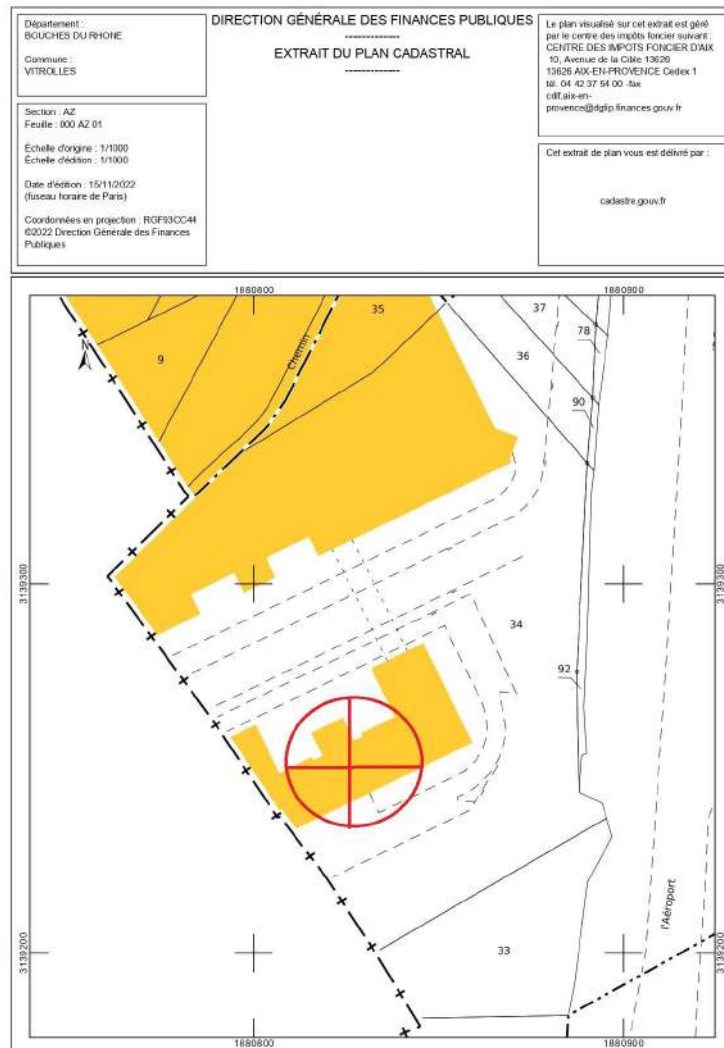 Département :
BOUCHES DU RHONE
Commune :
VITROLLES
Section : AZ
Feuille : 000 AZ 01
Échelle d'origine : 1/1000
Échelle d'édition : 1/1000
Date d'édition : 15/11/2022
(fuseau horaire de Paris)
Coordonnées en projection : RGF93CC44
©2022 Direction Générale des Finances
Publiques
DIRECTION GÉNÉRALE DES FINANCES PUBLIQUES
-------------
EXTRAIT DU PLAN CADASTRAL
-------------
Le plan visualisé sur cet extrait est géré
par le centre des impôts foncier suivant :
CENTRE DES IMPOTS FONCIER D'AIX
10, Avenue de la Cible 13626
13626 AIX-EN-PROVENCE Cedex 1
tél. 04 42 37 54 00 -fax
cdif.aix-en-
provence@dgfip.finances.gouv.fr
Cet extrait de plan vous est délivré par :
cadastre.gouv.fr
1880800
1880900
37
35
78
N
9
Chemin
36
90
3139300
3139300
34
92
l'Aéroport
33
3139200
3139200
1880800
1880900